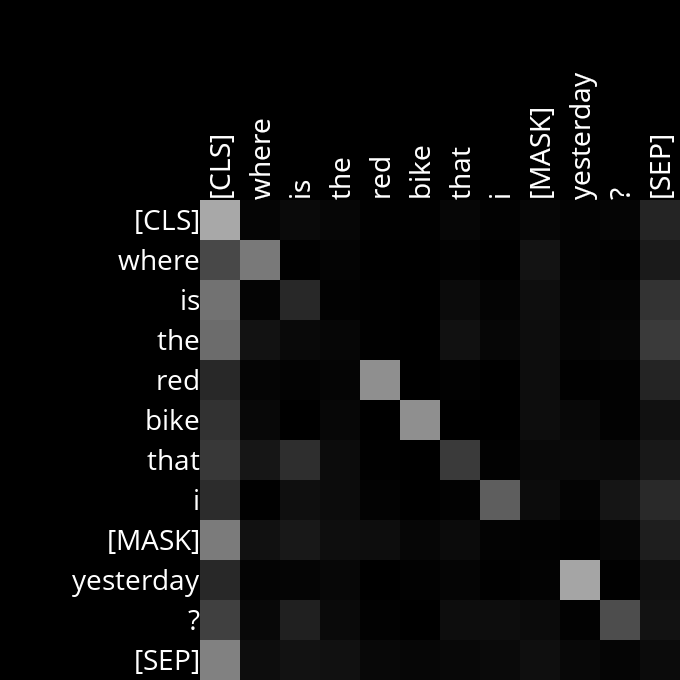 [CLS] where is the red bike that i [MASK] yesterday ? [SEP]
[CLS]
where
is
the
red
bike
that
i
[MASK]
yesterday
?
[SEP]